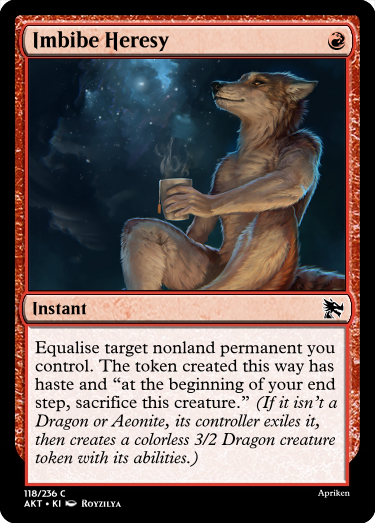 Imbibe Heresy
Instant
Equalise target nonland permanent you
control. The token created this way has
haste and “at the beginning of your end
step, sacrifice this creature.” (If it isn’t a
Dragon or Aeonite, its controller exiles it,
then creates a colorless 3/2 Dragon creature
token with its abilities.)
118/236 C
Apriken
AKT • KI Royzilya